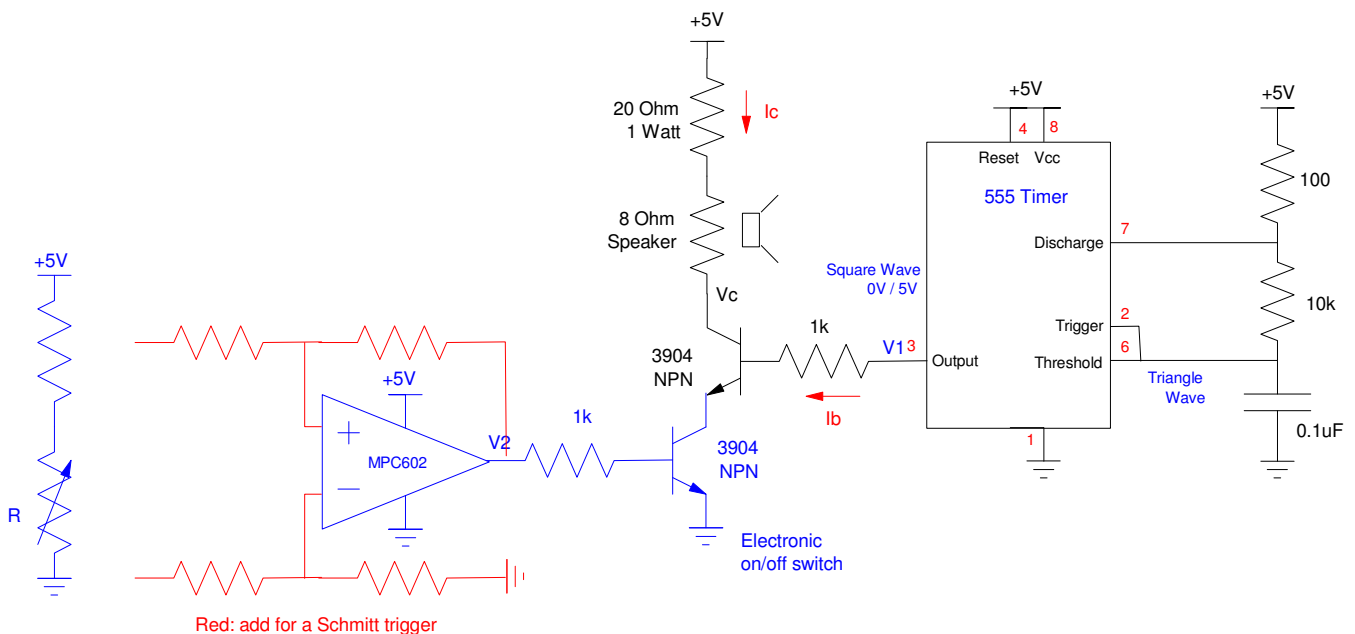 +5V
20 Ohm
1 Watt
Ic
8 Ohm
Speaker
Vc
+5V
4
8
Reset
Vcc
555 Timer
Discharge
7
Trigger
2
Threshold
6
Output
3
1
+5V
100
10k
0.1uF
Triangle
Wave
Square Wave
0V / 5V
V1
1k
Ib
3904
NPN
+5V
R
+5V
+
MPC602
−
V2
1k
3904
NPN
Electronic
on/off switch
Red: add for a Schmitt trigger